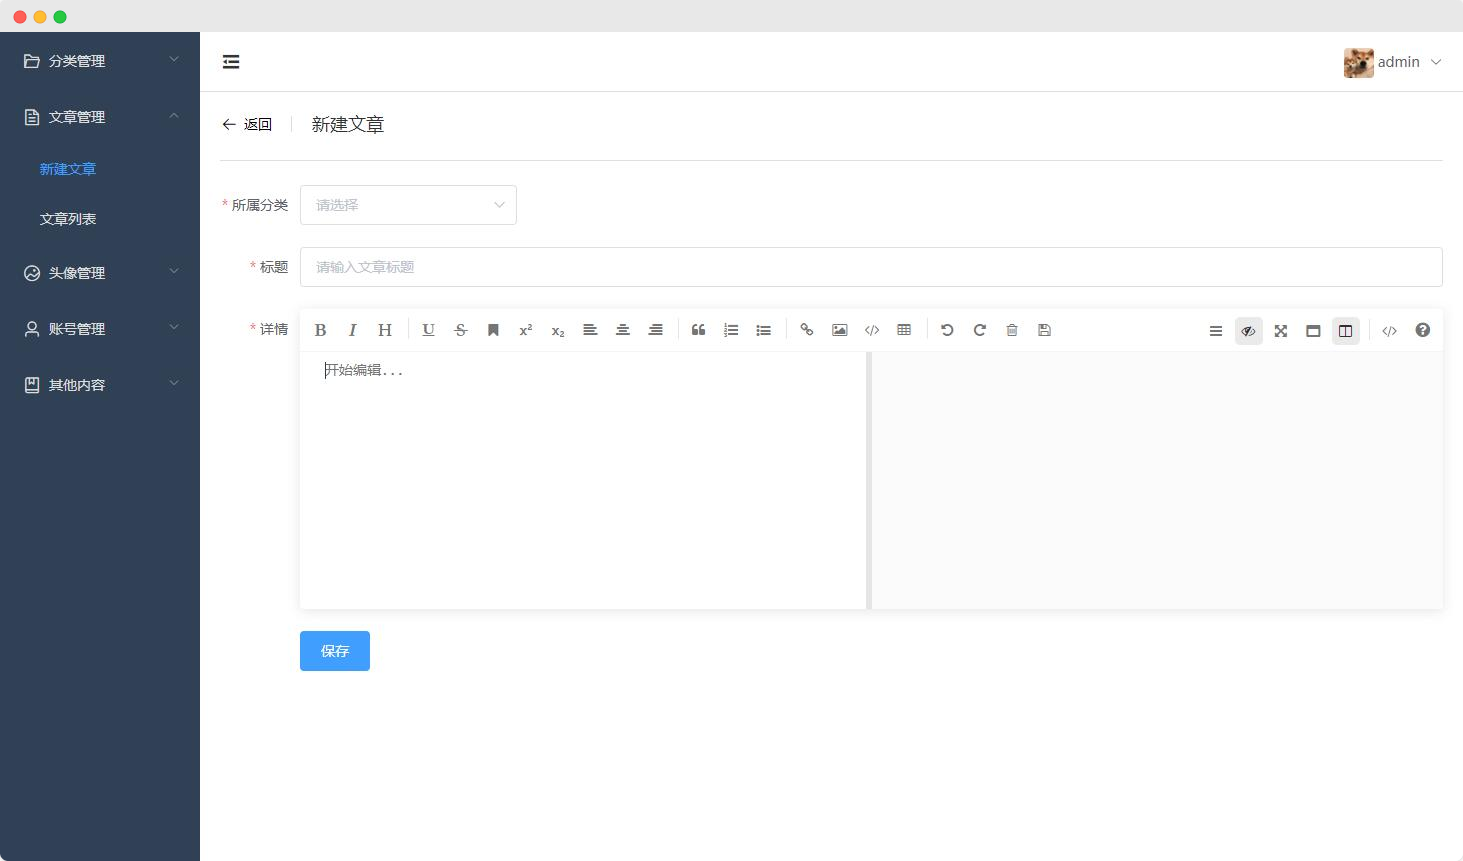 分类管理
文章管理
新建文章
文章列表
头像管理
账号管理
其他内容
admin
返回
新建文章
* 所属分类
请选择
* 标题
请输入文章标题
* 详情
B I H U S x² x₂
开始编辑...
保存